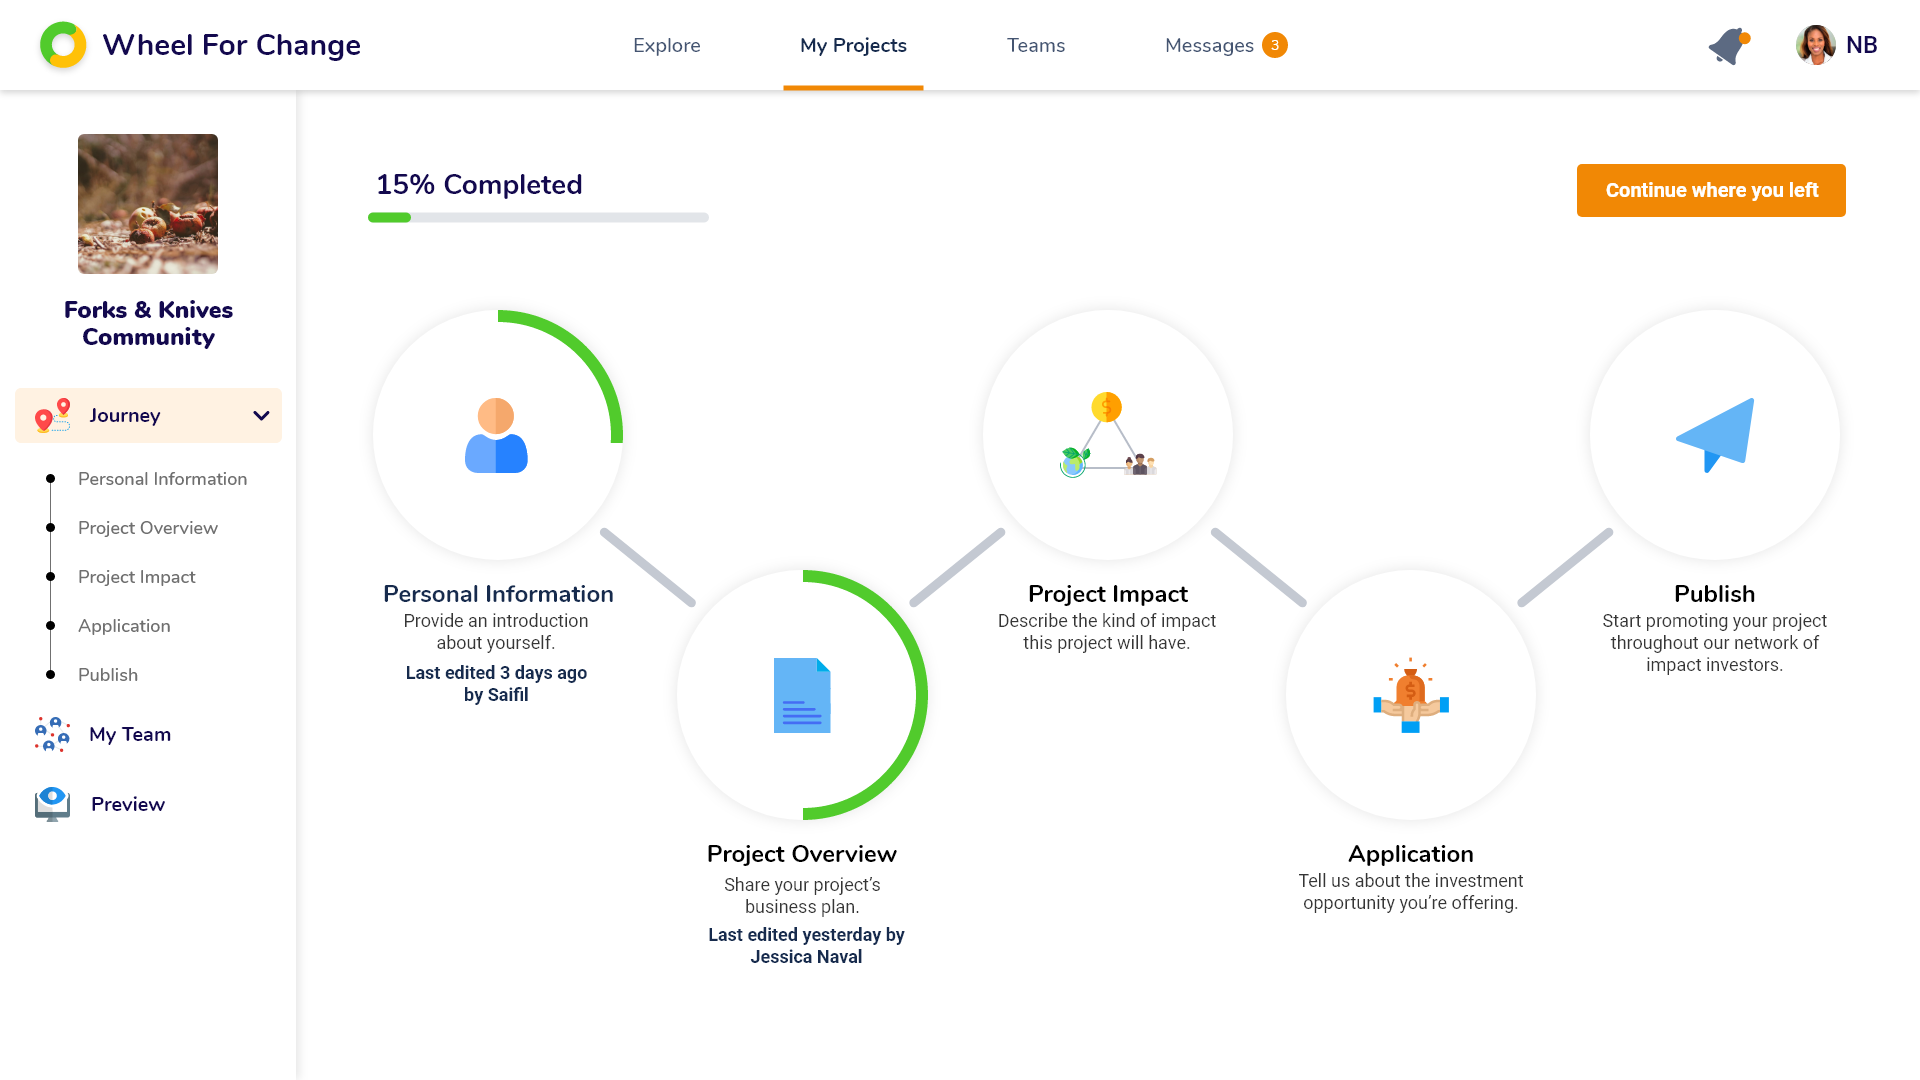 Wheel For Change
Explore
My Projects
Teams
Messages 3
NB
Forks & Knives
Community
Journey
Personal Information
Project Overview
Project Impact
Application
Publish
My Team
Preview
15% Completed
Continue where you left
Personal Information
Provide an introduction
about yourself.
Last edited 3 days ago
by Saifil
Project Overview
Share your project’s
business plan.
Last edited yesterday by
Jessica Naval
Project Impact
Describe the kind of impact
this project will have.
Application
Tell us about the investment
opportunity you’re offering.
Publish
Start promoting your project
throughout our network of
impact investors.